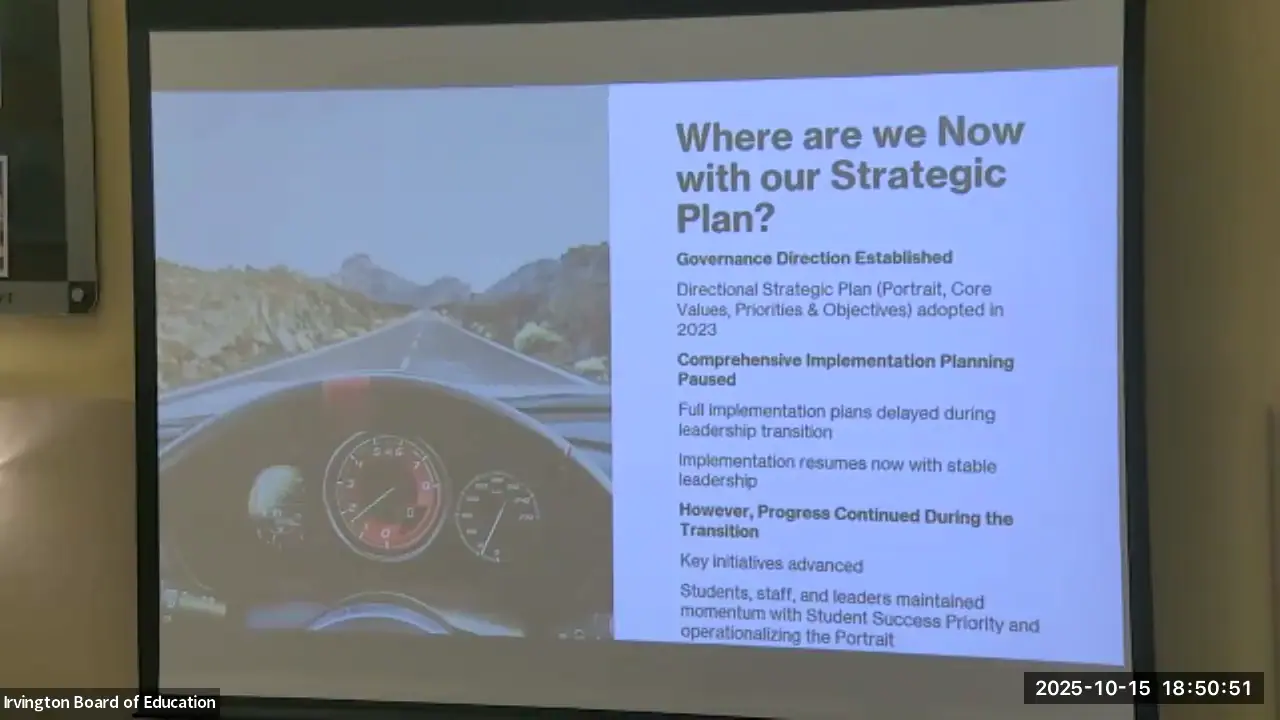 Where are we Now
with our Strategic
Plan?
Governance Direction Established
Directional Strategic Plan (Portrait, Core
Values, Priorities & Objectives) adopted in
2023
Comprehensive Implementation Planning
Paused
Full implementation plans delayed during
leadership transition
Implementation resumes now with stable
leadership
However, Progress Continued During the
Transition
Key initiatives advanced
Students, staff, and leaders maintained
momentum with Student Success Priority and
operationalizing the Portrait
Irvington Board of Education
2025-10-15 18:50:51